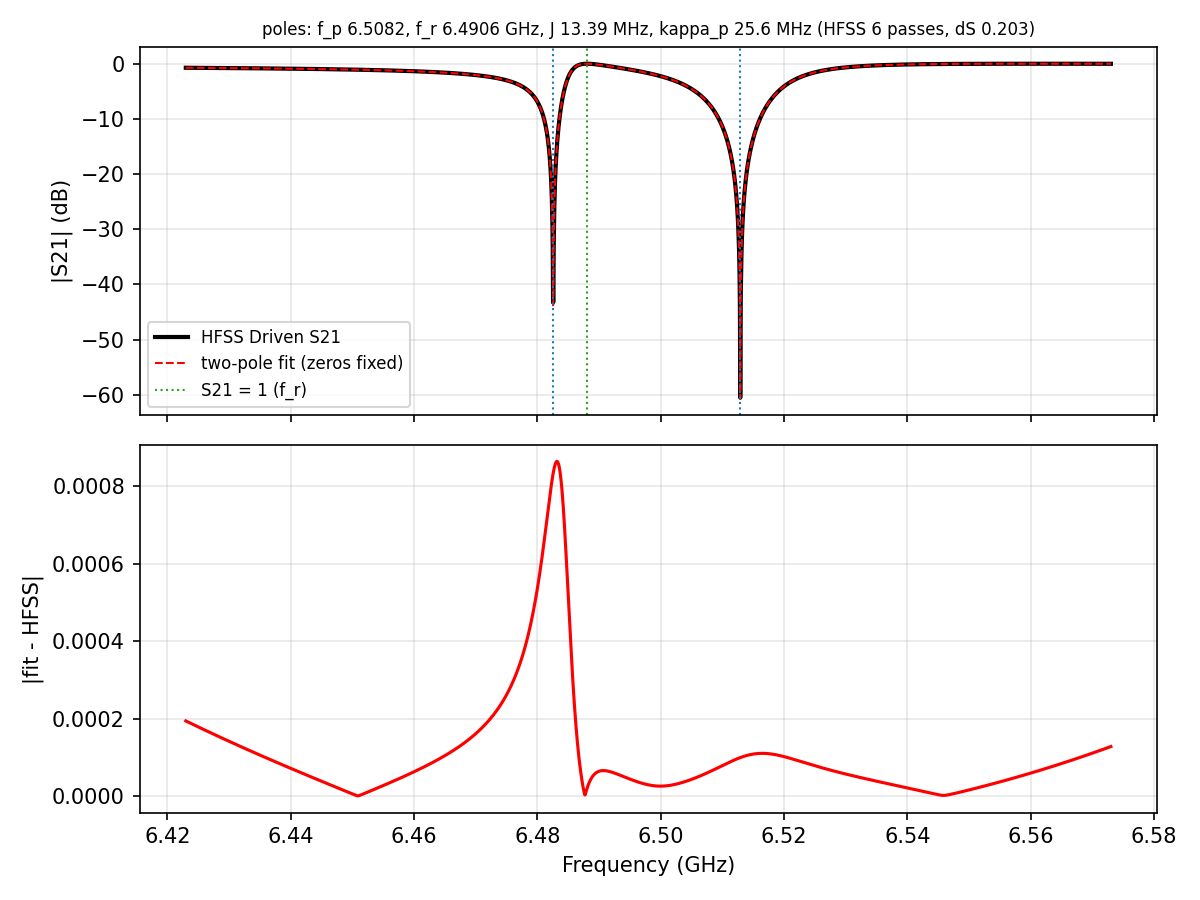 poles: f_p 6.5082, f_r 6.4906 GHz, J 13.39 MHz, kappa_p 25.6 MHz (HFSS 6 passes, dS 0.203)
|S21| (dB)
0
−10
−20
−30
−40
−50
−60
HFSS Driven S21
two-pole fit (zeros fixed)
S21 = 1 (f_r)
|fit - HFSS|
0.0008
0.0006
0.0004
0.0002
0.0000
6.42 6.44 6.46 6.48 6.50 6.52 6.54 6.56 6.58
Frequency (GHz)